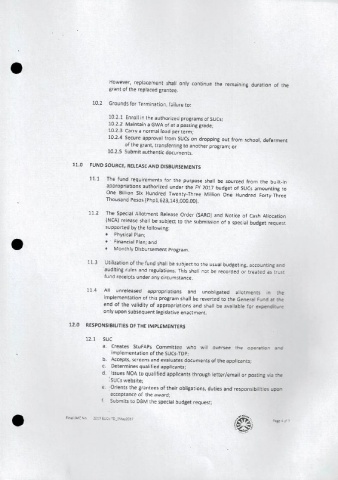 However, replacement shall only continue the remaining duration of the
grant of the replaced grantee.
10.2 Grounds for Termination, failure to:
10.2.1 Enroll in the authorized programs of SUCs;
10.2.2 Maintain a GWA of at a passing grade;
10.2.3 Carry a normal load per term;
10.2.4 Secure approval from SUCs on dropping out from school, deferment
of the grant, transferring to another program; or
10.2.5 Submit authentic documents.
11.0 FUND SOURCE, RELEASE AND DISBURSEMENTS
11.1 The fund requirements for the purpose shall be sourced from the built-in
appropriations authorized under the FY 2017 budget of SUCs amounting to
One Billion Six Hundred Twenty-Three Million One Hundred Forty-Three
Thousand Pesos (Php1,623,143,000.00).
11.2 The Special Allotment Release Order (SARO) and Notice of Cash Allocation
(NCA) release shall be subject to the submission of a special budget request
supported by the following:
• Physical Plan;
• Financial Plan; and
• Monthly Disbursement Program.
11.3 Utilization of the fund shall be subject to the usual budgeting, accounting and
auditing rules and regulations. This shall not be recorded or treated as trust
fund receipts under any circumstance.
11.4 All unreleased appropriations and unobligated allotments in the
implementation of this program shall be reverted to the General Fund at the
end of the validity of appropriations and shall be available for expenditure
only upon subsequent legislative enactment.
12.0 RESPONSIBILITIES OF THE IMPLEMENTERS
12.1 SUC
a. Creates StuFAPs Committee who will oversee the operation and
implementation of the SUCs-TDP;
b. Accepts, screens and evaluates documents of the applicants;
c. Determines qualified applicants;
d. Issues NOA to qualified applicants through letter/email or posting via the
SUCs website;
e. Orients the grantees of their obligations, duties and responsibilities upon
acceptance of the award;
f. Submits to DBM the special budget request;